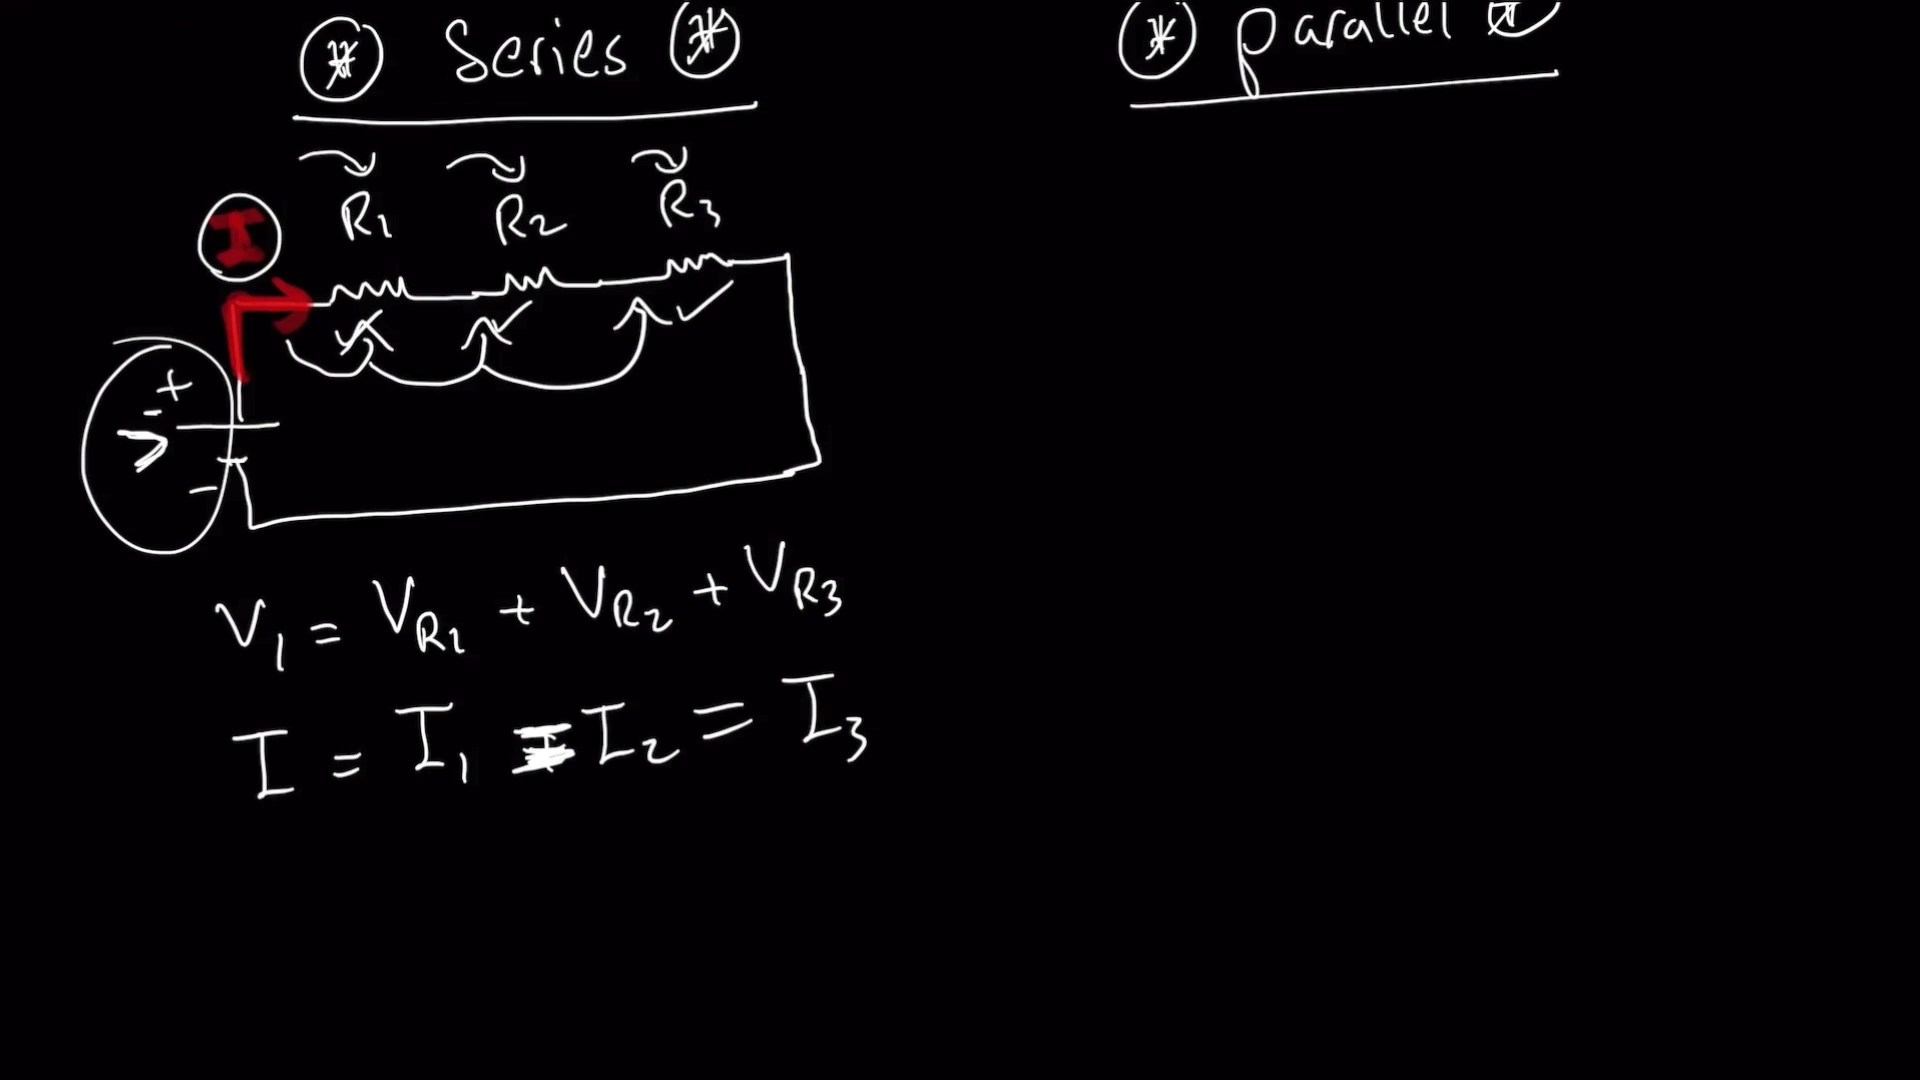 * Series *
* parallel *
R1 R2 R3
I
+
V
-
V1 = VR1 + VR2 + VR3
I = I1 = I2 = I3